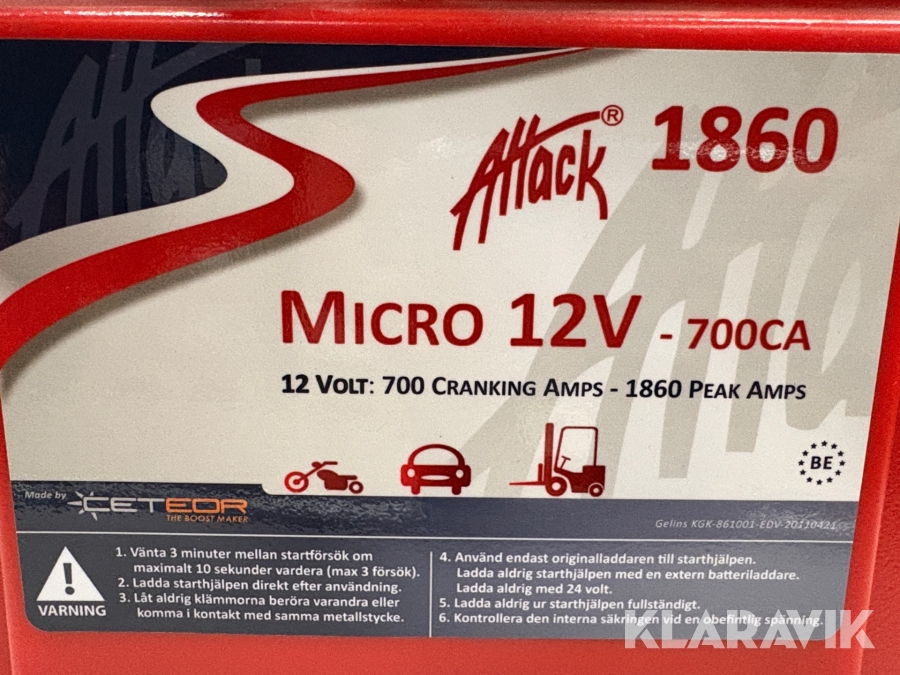 Attack® 1860
MICRO 12V - 700CA
12 VOLT: 700 CRANKING AMPS - 1860 PEAK AMPS
BE
Made by CETEOR
THE BOOST MAKER
Gelins KGK-861001-EDV-20110421
WARNING
1. Vänta 3 minuter mellan startförsök om
maximalt 10 sekunder vardera (max 3 försök).
2. Ladda starthjälpen direkt efter användning.
3. Låt aldrig klämmorna beröra varandra eller
komma i kontakt med samma metallstycke.
4. Använd endast originalladdaren till starthjälpen.
Ladda aldrig starthjälpen med en extern batteriladdare.
Ladda aldrig med 24 volt.
5. Ladda aldrig ur starthjälpen fullständigt.
6. Kontrollera den interna säkringen vid en obefintlig spänning.
KLARAVIK